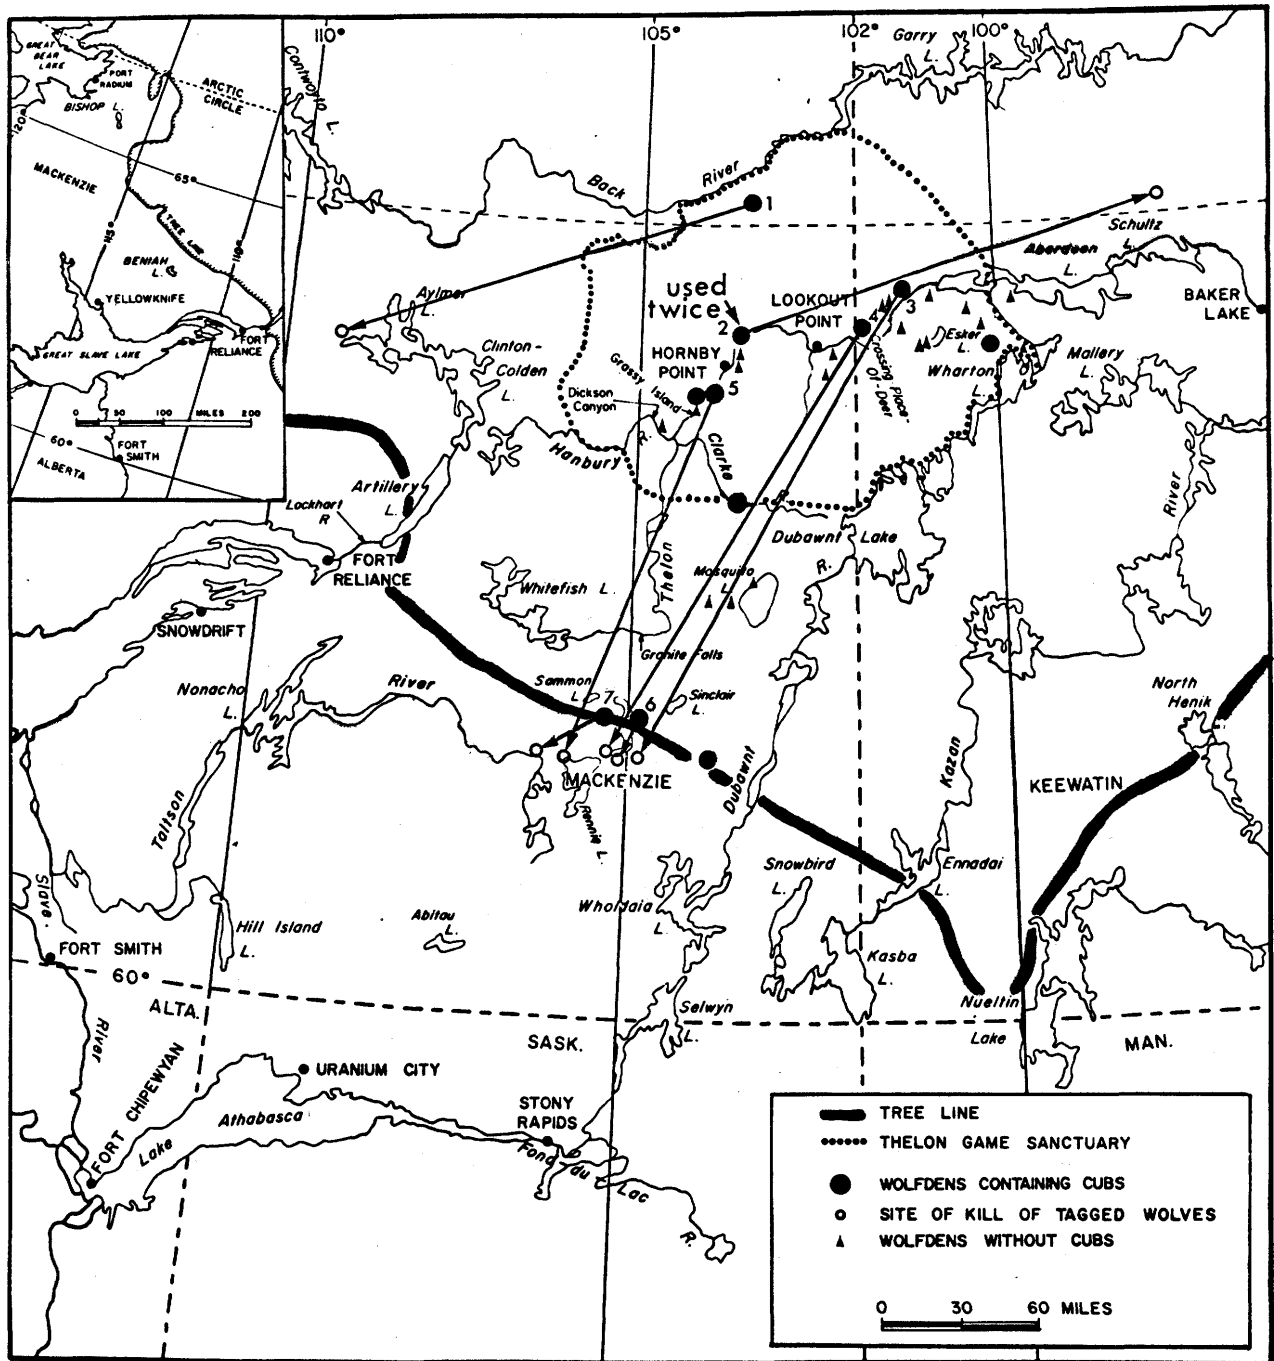 110°
105°
102°
100°
GREAT
BEAR
LAKE
PORT
RADIUM
BISHOP L.
ARCTIC
CIRCLE
120°
MACKENZIE
65°
TREE LINE
115°
110°
BENIAH
L.
YELLOWKNIFE
FORT
RELIANCE
GREAT SLAVE LAKE
0 50 100 MILES 200
60°
FORT
SMITH
ALBERTA
Contwoyto L.
Garry
L.
Back
River
1
Schultz
L.
Aberdeen
L.
BAKER
LAKE
Aylmer
L.
used
twice
2
LOOKOUT
POINT
4
3
Esker
L.
Mallery
L.
Wharton
L.
Crossing Place-
Of-Deer
Clinton-
Colden
L.
HORNBY
POINT
Grassy Island
5
Dickson
Canyon
R.
Hanbury
Clarke
R.
Artillery
L.
Lockhart
R
FORT
RELIANCE
Dubawnt Lake
River
R.
Thelon
Mosquito
L.
Whitefish L.
SNOWDRIFT
Granite Falls
Nonacho
L.
River
Sammon
L.
7
6
Sinclair
L.
North
Henik
L.
MACKENZIE
Rennie L.
Dubawnt
Kazan
KEEWATIN
Taltson
Snowbird
L.
Ennadai
L.
Slave
Wholdaia
L.
Hill Island
L.
Abitau
L.
FORT SMITH
60°
Kasba
L.
ALTA.
Selwyn
L.
Nueltin
Lake
River
SASK.
MAN.
URANIUM CITY
FORT CHIPEWYAN
Lake
Athabasca
STONY
RAPIDS
Fond-du-Lac
R.
TREE LINE
THELON GAME SANCTUARY
WOLFDENS CONTAINING CUBS
SITE OF KILL OF TAGGED WOLVES
WOLFDENS WITHOUT CUBS
0 30 60 MILES